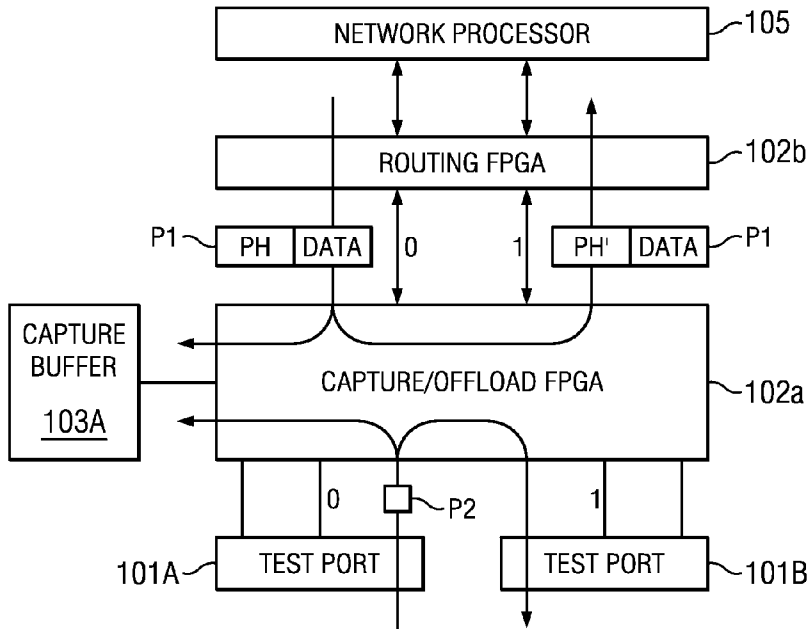 NETWORK PROCESSOR
105
ROUTING FPGA
102b
P1
PH DATA
0
1
PH' DATA
P1
CAPTURE
BUFFER
103A
CAPTURE/OFFLOAD FPGA
102a
0
P2
1
101A
TEST PORT
TEST PORT
101B